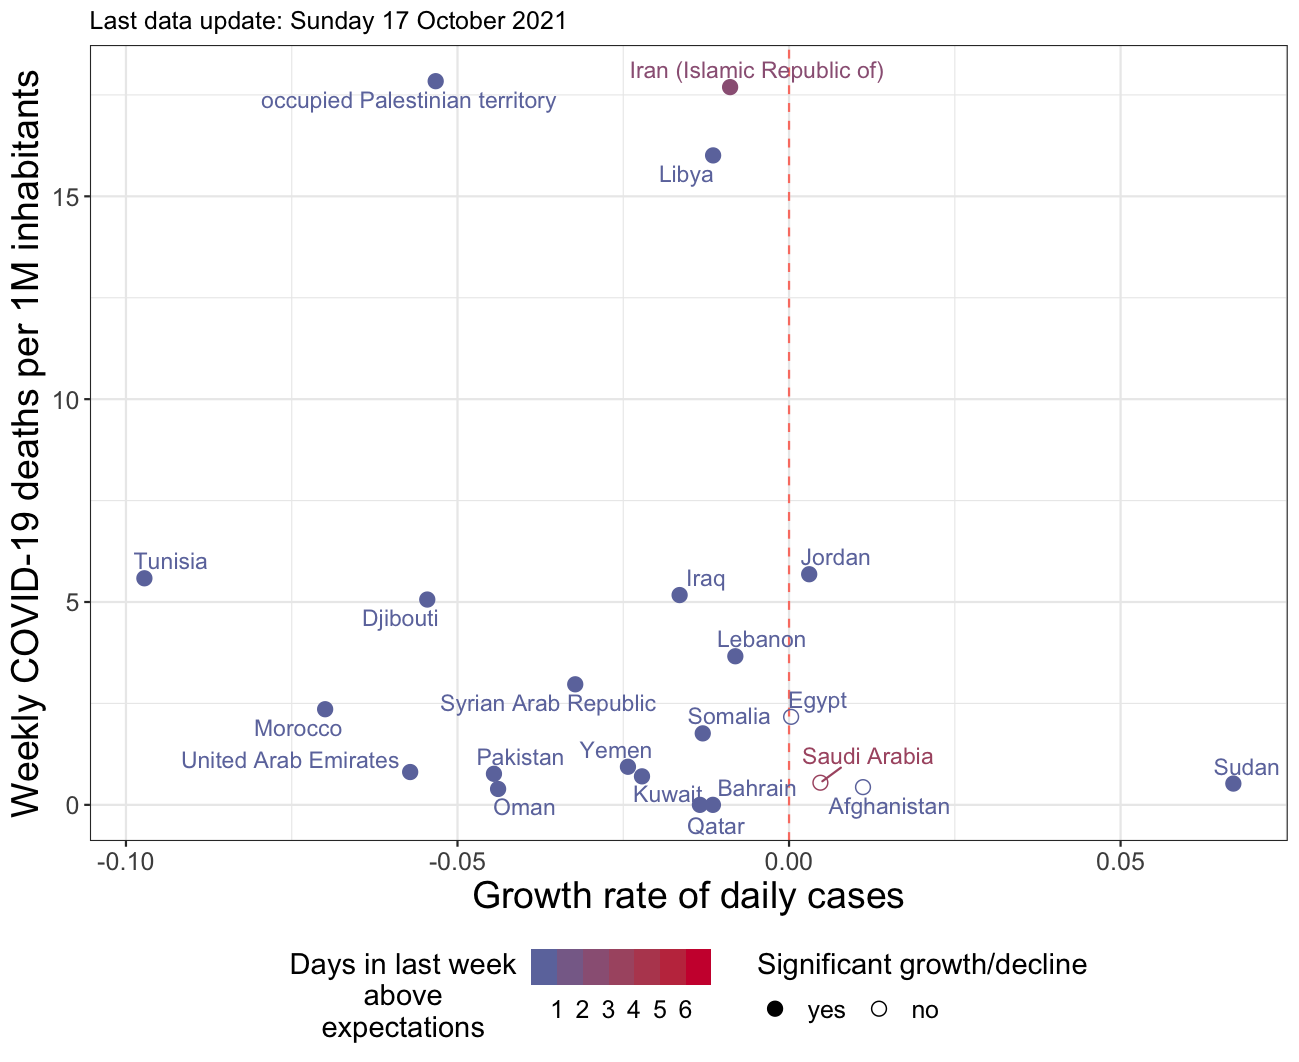 Last data update: Sunday 17 October 2021
Weekly COVID-19 deaths per 1M inhabitants
15
10
5
0
Iran (Islamic Republic of)
occupied Palestinian territory
Libya
Tunisia
Jordan
Iraq
Djibouti
Lebanon
Syrian Arab Republic
Egypt
Somalia
Morocco
Yemen
Pakistan
United Arab Emirates
Saudi Arabia
Sudan
Kuwait
Bahrain
Oman
Afghanistan
Qatar
-0.10
-0.05
0.00
0.05
Growth rate of daily cases
Days in last week
above
expectations
1 2 3 4 5 6
Significant growth/decline
yes no